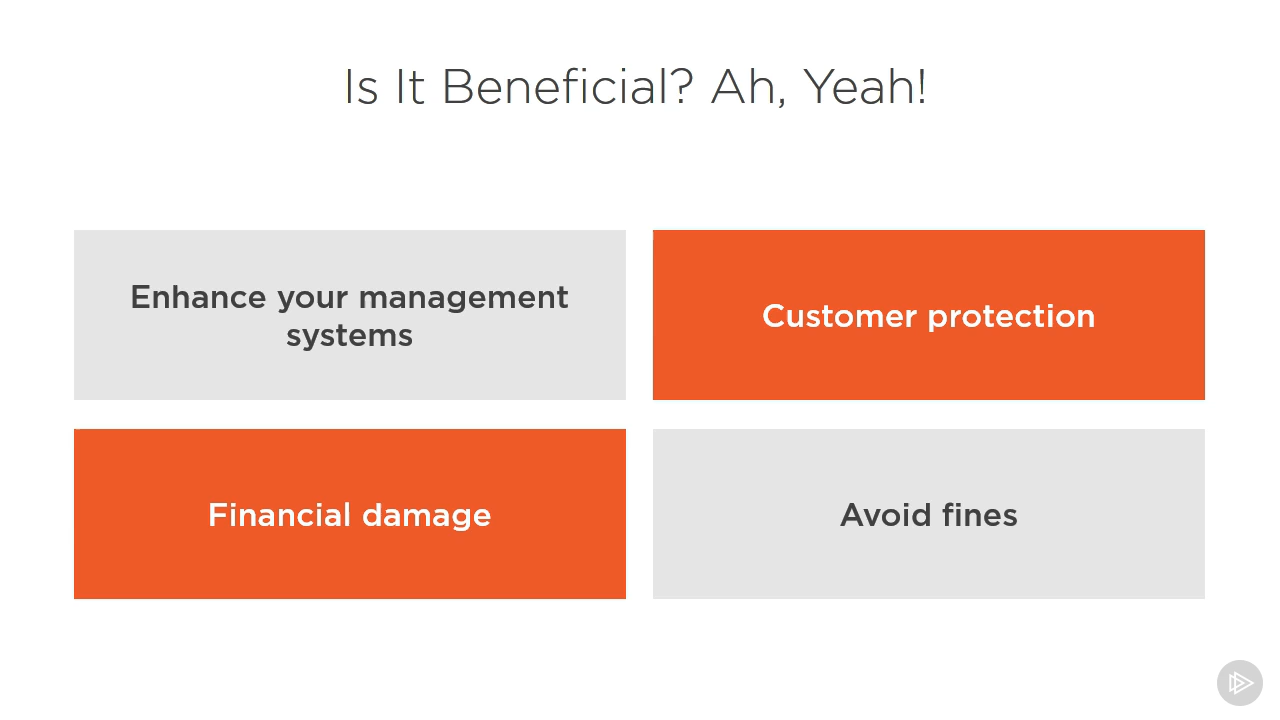 Is It Beneficial? Ah, Yeah!
Enhance your management
systems
Customer protection
Financial damage
Avoid fines